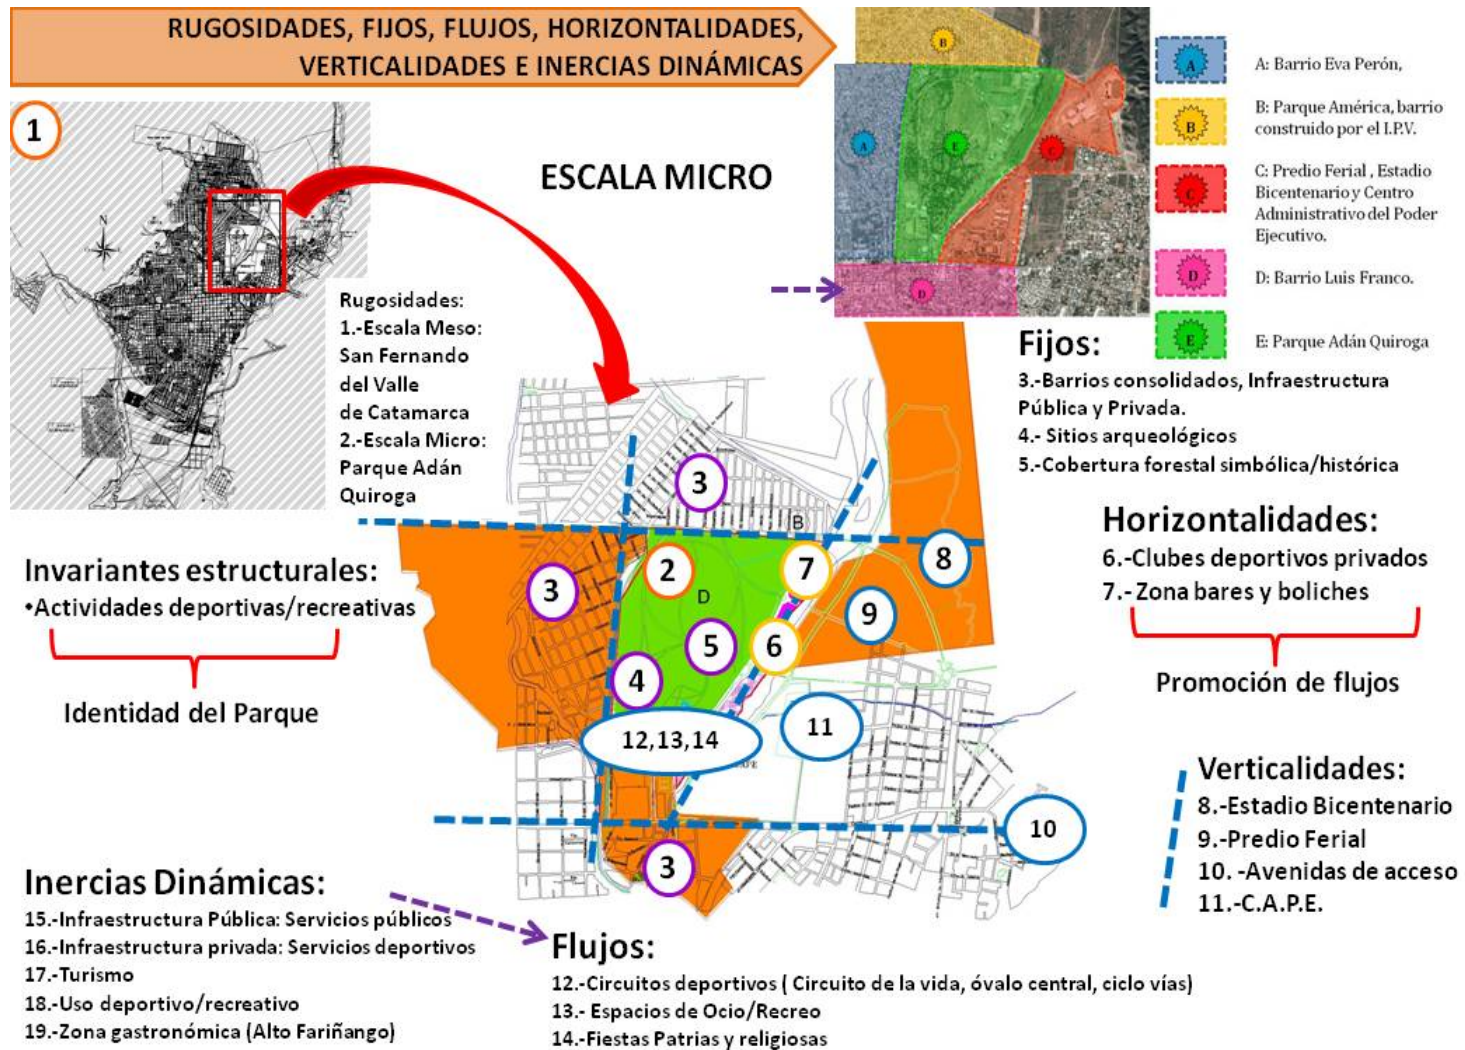 RUGOSIDADES, FIJOS, FLUJOS, HORIZONTALIDADES,
VERTICALIDADES E INERCIAS DINÁMICAS
1
N
ESCALA MICRO
B
A
E
C
D
A
A: Barrio Eva Perón,
B
B: Parque América, barrio
construido por el I.P.V.
C
C: Predio Ferial , Estadio
Bicentenario y Centro
Administrativo del Poder
Ejecutivo.
D
D: Barrio Luis Franco.
E
E: Parque Adán Quiroga
Rugosidades:
1.-Escala Meso:
San Fernando
del Valle
de Catamarca
2.-Escala Micro:
Parque Adán
Quiroga
Fijos:
3.-Barrios consolidados, Infraestructura
Pública y Privada.
4.- Sitios arqueológicos
5.-Cobertura forestal simbólica/histórica
Horizontalidades:
6.-Clubes deportivos privados
7.- Zona bares y boliches
Promoción de flujos
Invariantes estructurales:
•Actividades deportivas/recreativas
Identidad del Parque
3
B
2
7
8
3
D
9
5
6
4
12,13,14
11
10
3
Verticalidades:
8.-Estadio Bicentenario
9.-Predio Ferial
10. -Avenidas de acceso
11.-C.A.P.E.
Inercias Dinámicas:
15.-Infraestructura Pública: Servicios públicos
16.-Infraestructura privada: Servicios deportivos
17.-Turismo
18.-Uso deportivo/recreativo
19.-Zona gastronómica (Alto Fariñango)
Flujos:
12.-Circuitos deportivos ( Circuito de la vida, óvalo central, ciclo vías)
13.- Espacios de Ocio/Recreo
14.-Fiestas Patrias y religiosas